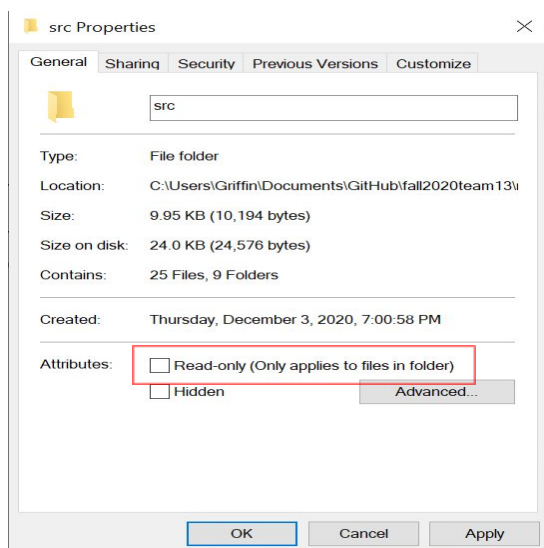 src Properties
General Sharing Security Previous Versions Customize
src
Type: File folder
Location: C:\Users\Griffin\Documents\GitHub\fall2020team13\
Size: 9.95 KB (10,194 bytes)
Size on disk: 24.0 KB (24,576 bytes)
Contains: 25 Files, 9 Folders
Created: Thursday, December 3, 2020, 7:00:58 PM
Attributes: Read-only (Only applies to files in folder)
Hidden Advanced...
OK Cancel Apply